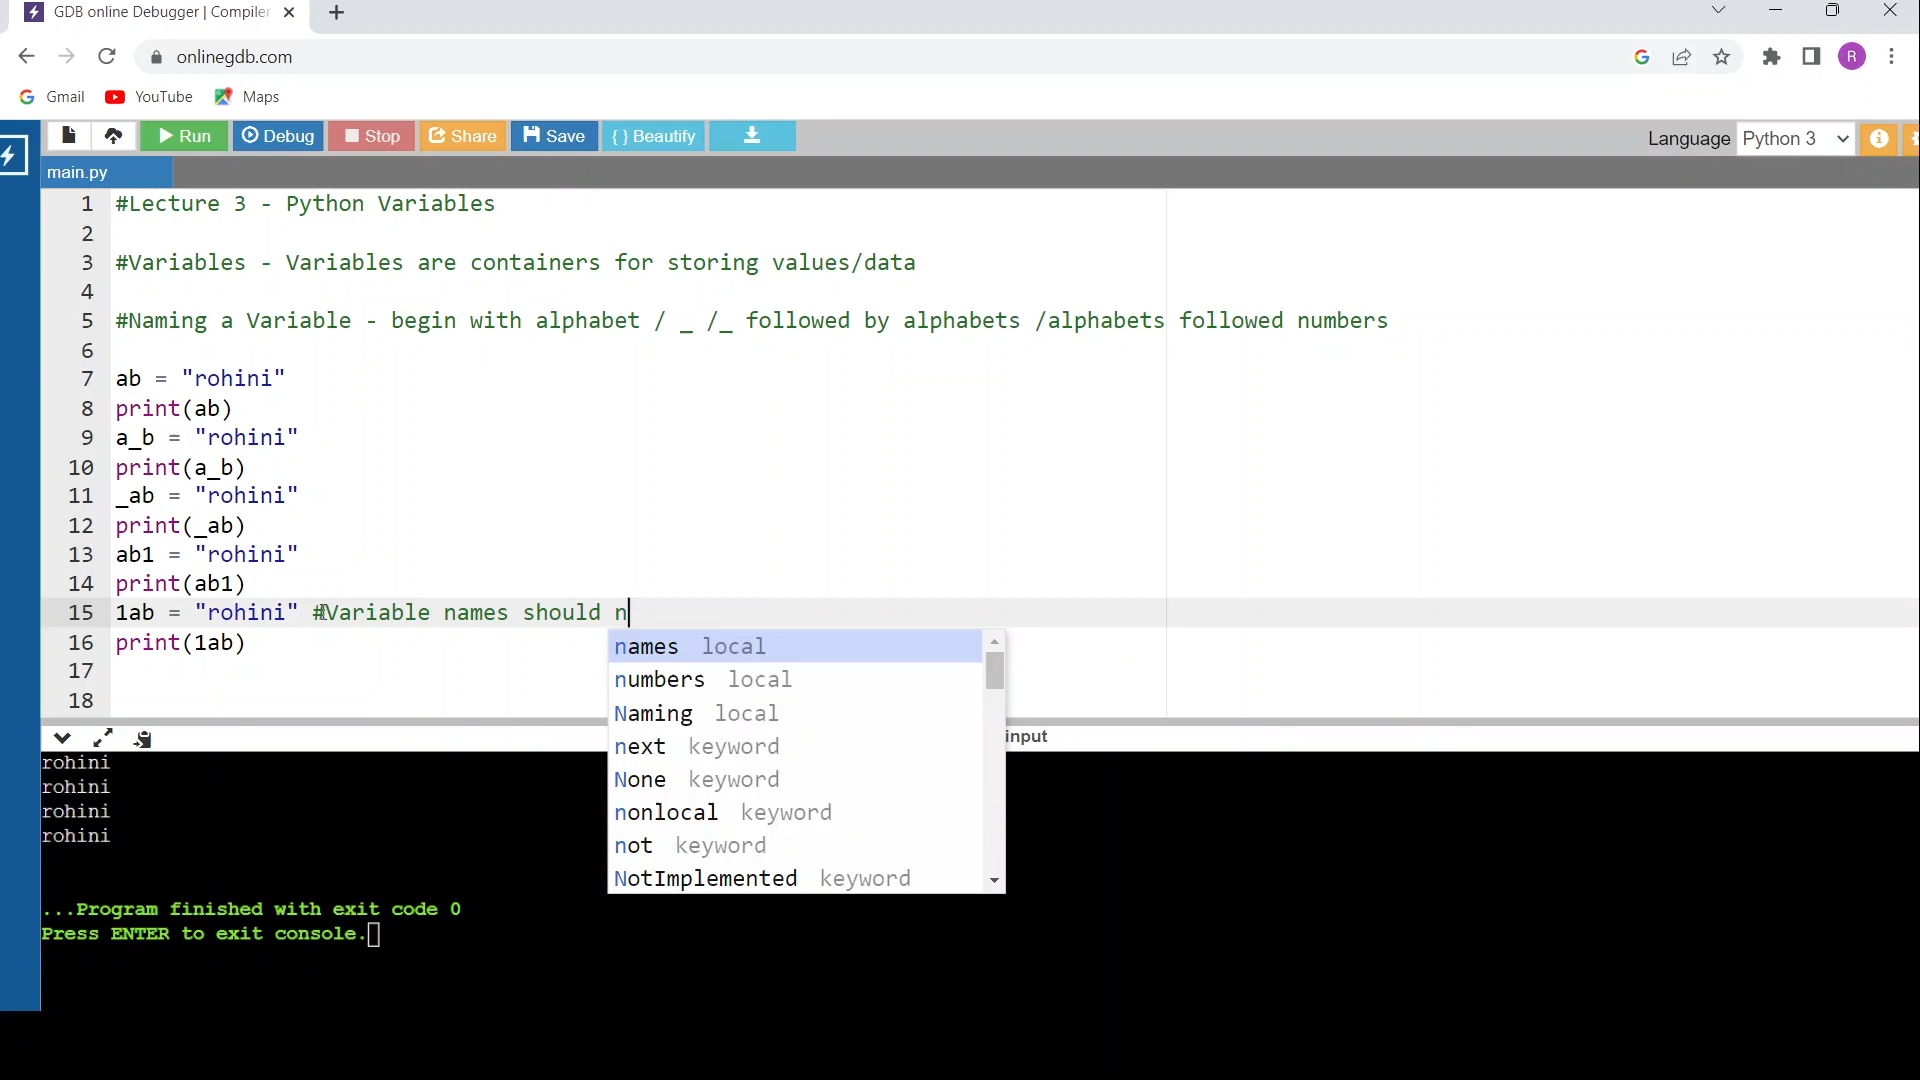 GDB online Debugger | Compiler
onlinegdb.com
R
Gmail YouTube Maps
Run Debug Stop Share Save { } Beautify Language Python 3
main.py
1 #Lecture 3 - Python Variables
2
3 #Variables - Variables are containers for storing values/data
4
5 #Naming a Variable - begin with alphabet / _ /_ followed by alphabets /alphabets followed numbers
6
7 ab = "rohini"
8 print(ab)
9 a_b = "rohini"
10 print(a_b)
11 _ab = "rohini"
12 print(_ab)
13 ab1 = "rohini"
14 print(ab1)
15 1ab = "rohini" #Variable names should n
16 print(1ab)
17
18
names local
numbers local
Naming local
next keyword
None keyword
nonlocal keyword
not keyword
NotImplemented keyword
input
rohini
rohini
rohini
rohini
...Program finished with exit code 0
Press ENTER to exit console.